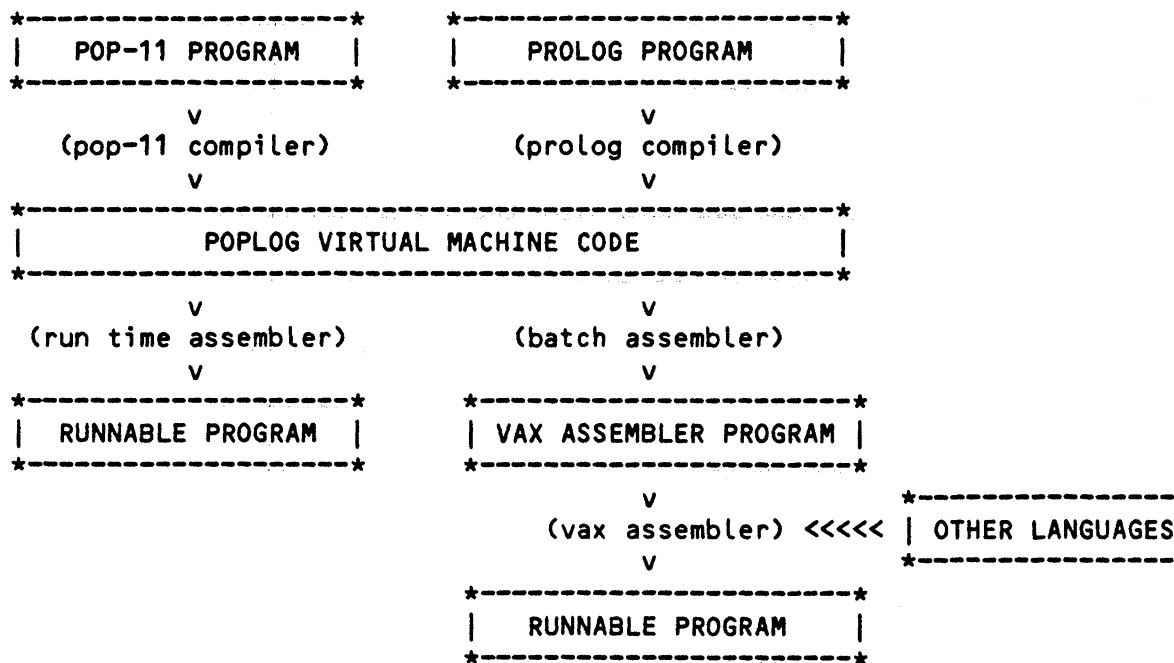 POP-11 PROGRAM PROLOG PROGRAM
v v
(pop-11 compiler) (prolog compiler)
v v
POPLOG VIRTUAL MACHINE CODE
v v
(run time assembler) (batch assembler)
v v
RUNNABLE PROGRAM VAX ASSEMBLER PROGRAM
v
(vax assembler) <<<<< OTHER LANGUAGES
v
RUNNABLE PROGRAM